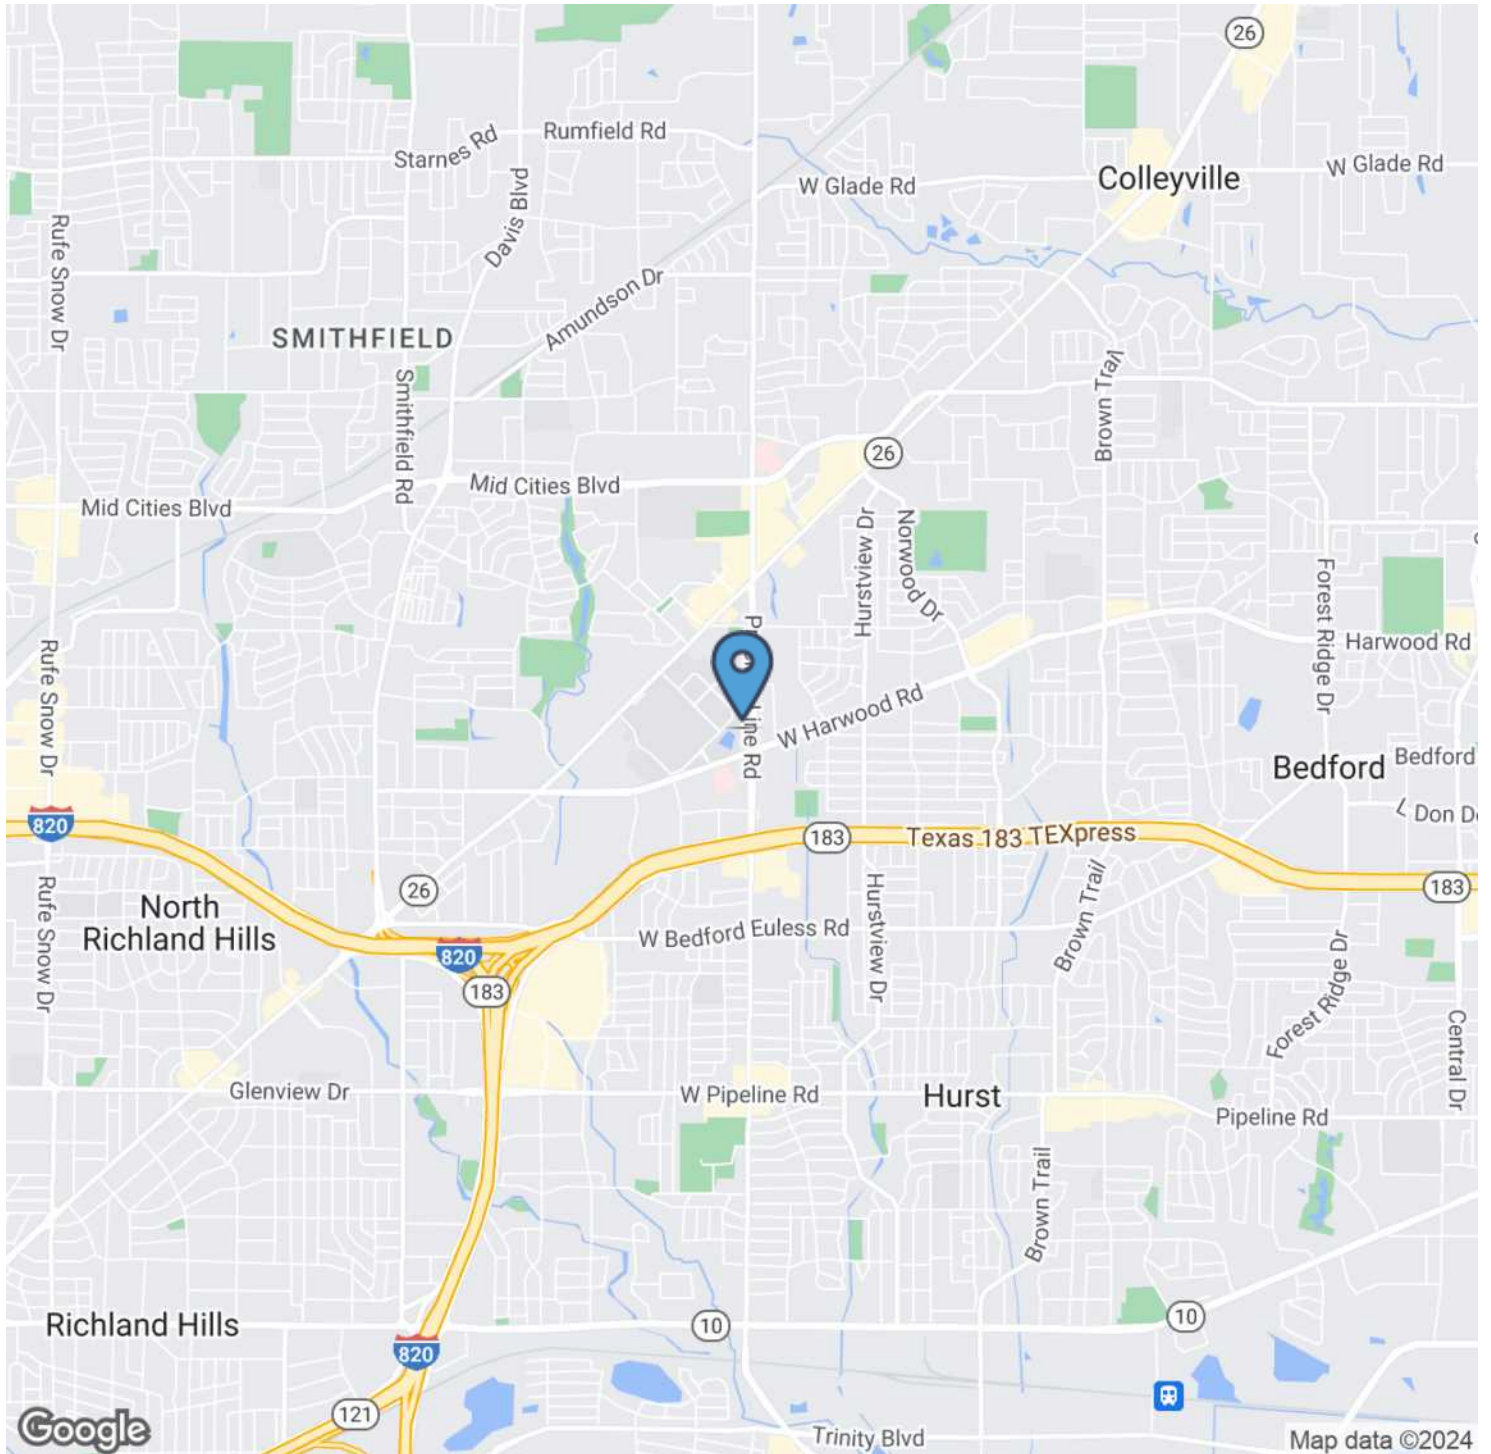 26
Starnes Rd
Rumfield Rd
W Glade Rd
Colleyville
W Glade Rd
Davis Blvd
Rufe Snow Dr
Amundson Dr
SMITHFIELD
Smithfield Rd
Brown Trail
26
Mid Cities Blvd
Mid Cities Blvd
Hurstview Dr
Norwood Dr
Forest Ridge Dr
Harwood Rd
Rufe Snow Dr
Line Rd
W Harwood Rd
Bedford
Bedford
L Don Do
820
183
Texas 183 TEXpress
183
26
North
Richland Hills
Rufe Snow Dr
820
183
W Bedford Euless Rd
Hurstview Dr
Brown Trail
Forest Ridge Dr
Central Dr
Glenview Dr
W Pipeline Rd
Hurst
Pipeline Rd
Brown Trail
Richland Hills
10
10
820
121
Trinity Blvd
Google
Map data ©2024